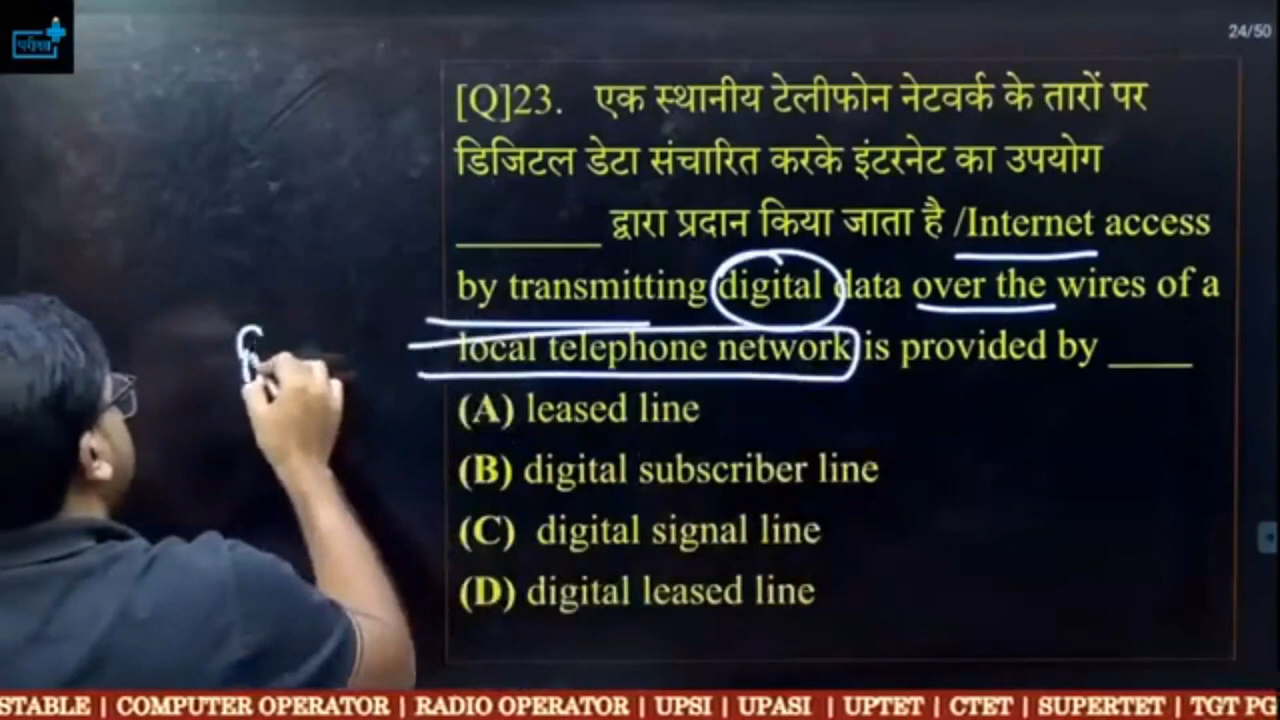 परीक्षा
24/50
[Q]23. एक स्थानीय टेलीफोन नेटवर्क के तारों पर
डिजिटल डेटा संचारित करके इंटरनेट का उपयोग
________ द्वारा प्रदान किया जाता है /Internet access
by transmitting digital data over the wires of a
local telephone network is provided by ____
(A) leased line
(B) digital subscriber line
(C) digital signal line
(D) digital leased line
STABLE | COMPUTER OPERATOR | RADIO OPERATOR | UPSI | UPASI | UPTET | CTET | SUPERTET | TGT PG